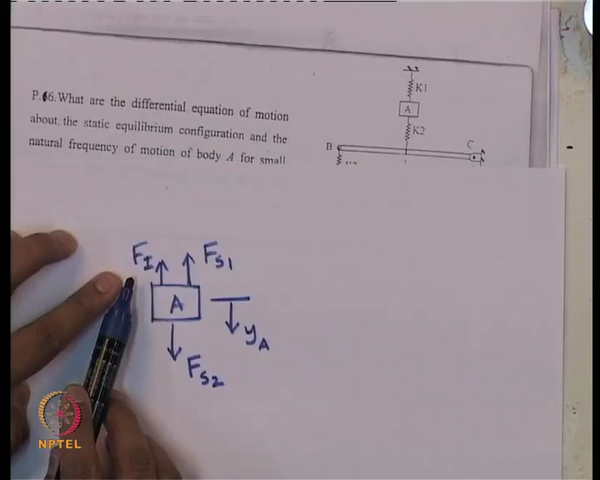 P.66. What are the differential equation of motion
about the static equilibrium configuration and the
natural frequency of motion of body A for small
K1
A
K2
B
C
F_I
F_S1
A
y_A
F_S2
NPTEL